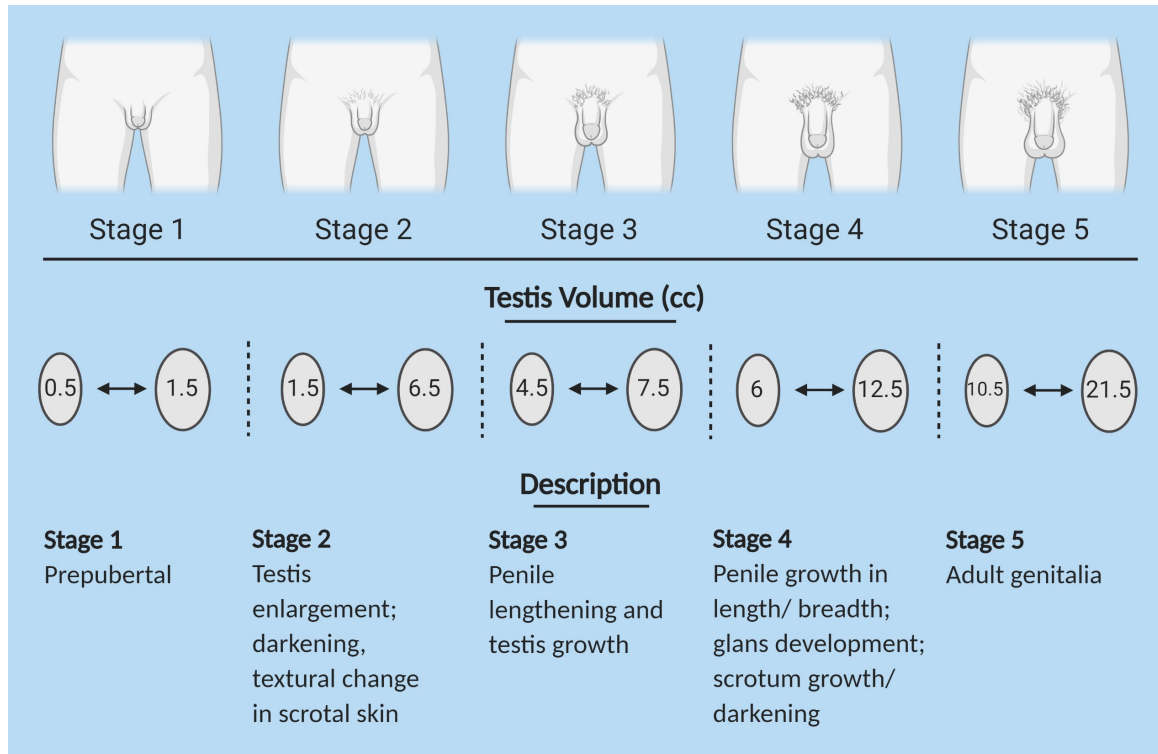 Stage 1
Stage 2
Stage 3
Stage 4
Stage 5
Testis Volume (cc)
0.5
1.5
1.5
6.5
4.5
7.5
6
12.5
10.5
21.5
Description
Stage 1
Prepubertal
Stage 2
Testis
enlargement;
darkening,
textural change
in scrotal skin
Stage 3
Penile
lengthening and
testis growth
Stage 4
Penile growth in
length/ breadth;
glans development;
scrotum growth/
darkening
Stage 5
Adult genitalia